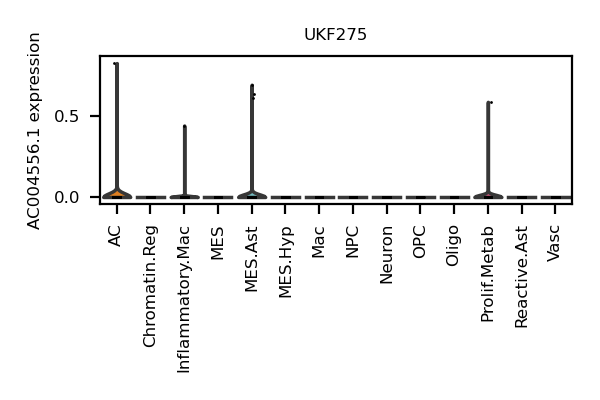 UKF275
AC004556.1 expression
0.5
0.0
AC
Chromatin.Reg
Inflammatory.Mac
MES
MES.Ast
MES.Hyp
Mac
NPC
Neuron
OPC
Oligo
Prolif.Metab
Reactive.Ast
Vasc